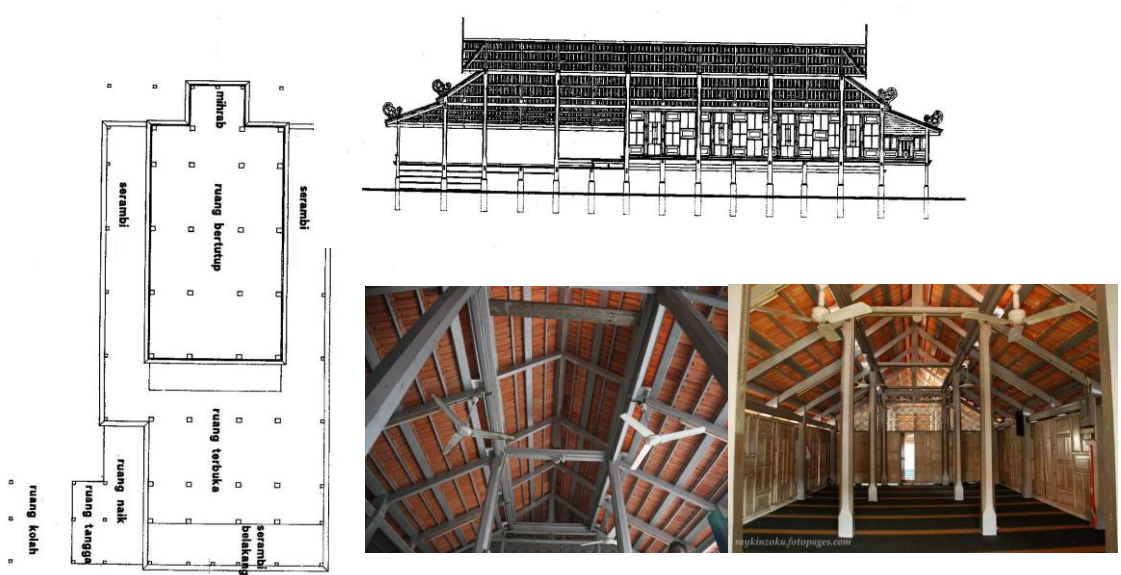 mihrab
serambi
serambi
ruang bertutup
ruang terbuka
ruang naik
ruang tangga
ruang kolah
serambi
belakang
raykinzoku.fotopages.com